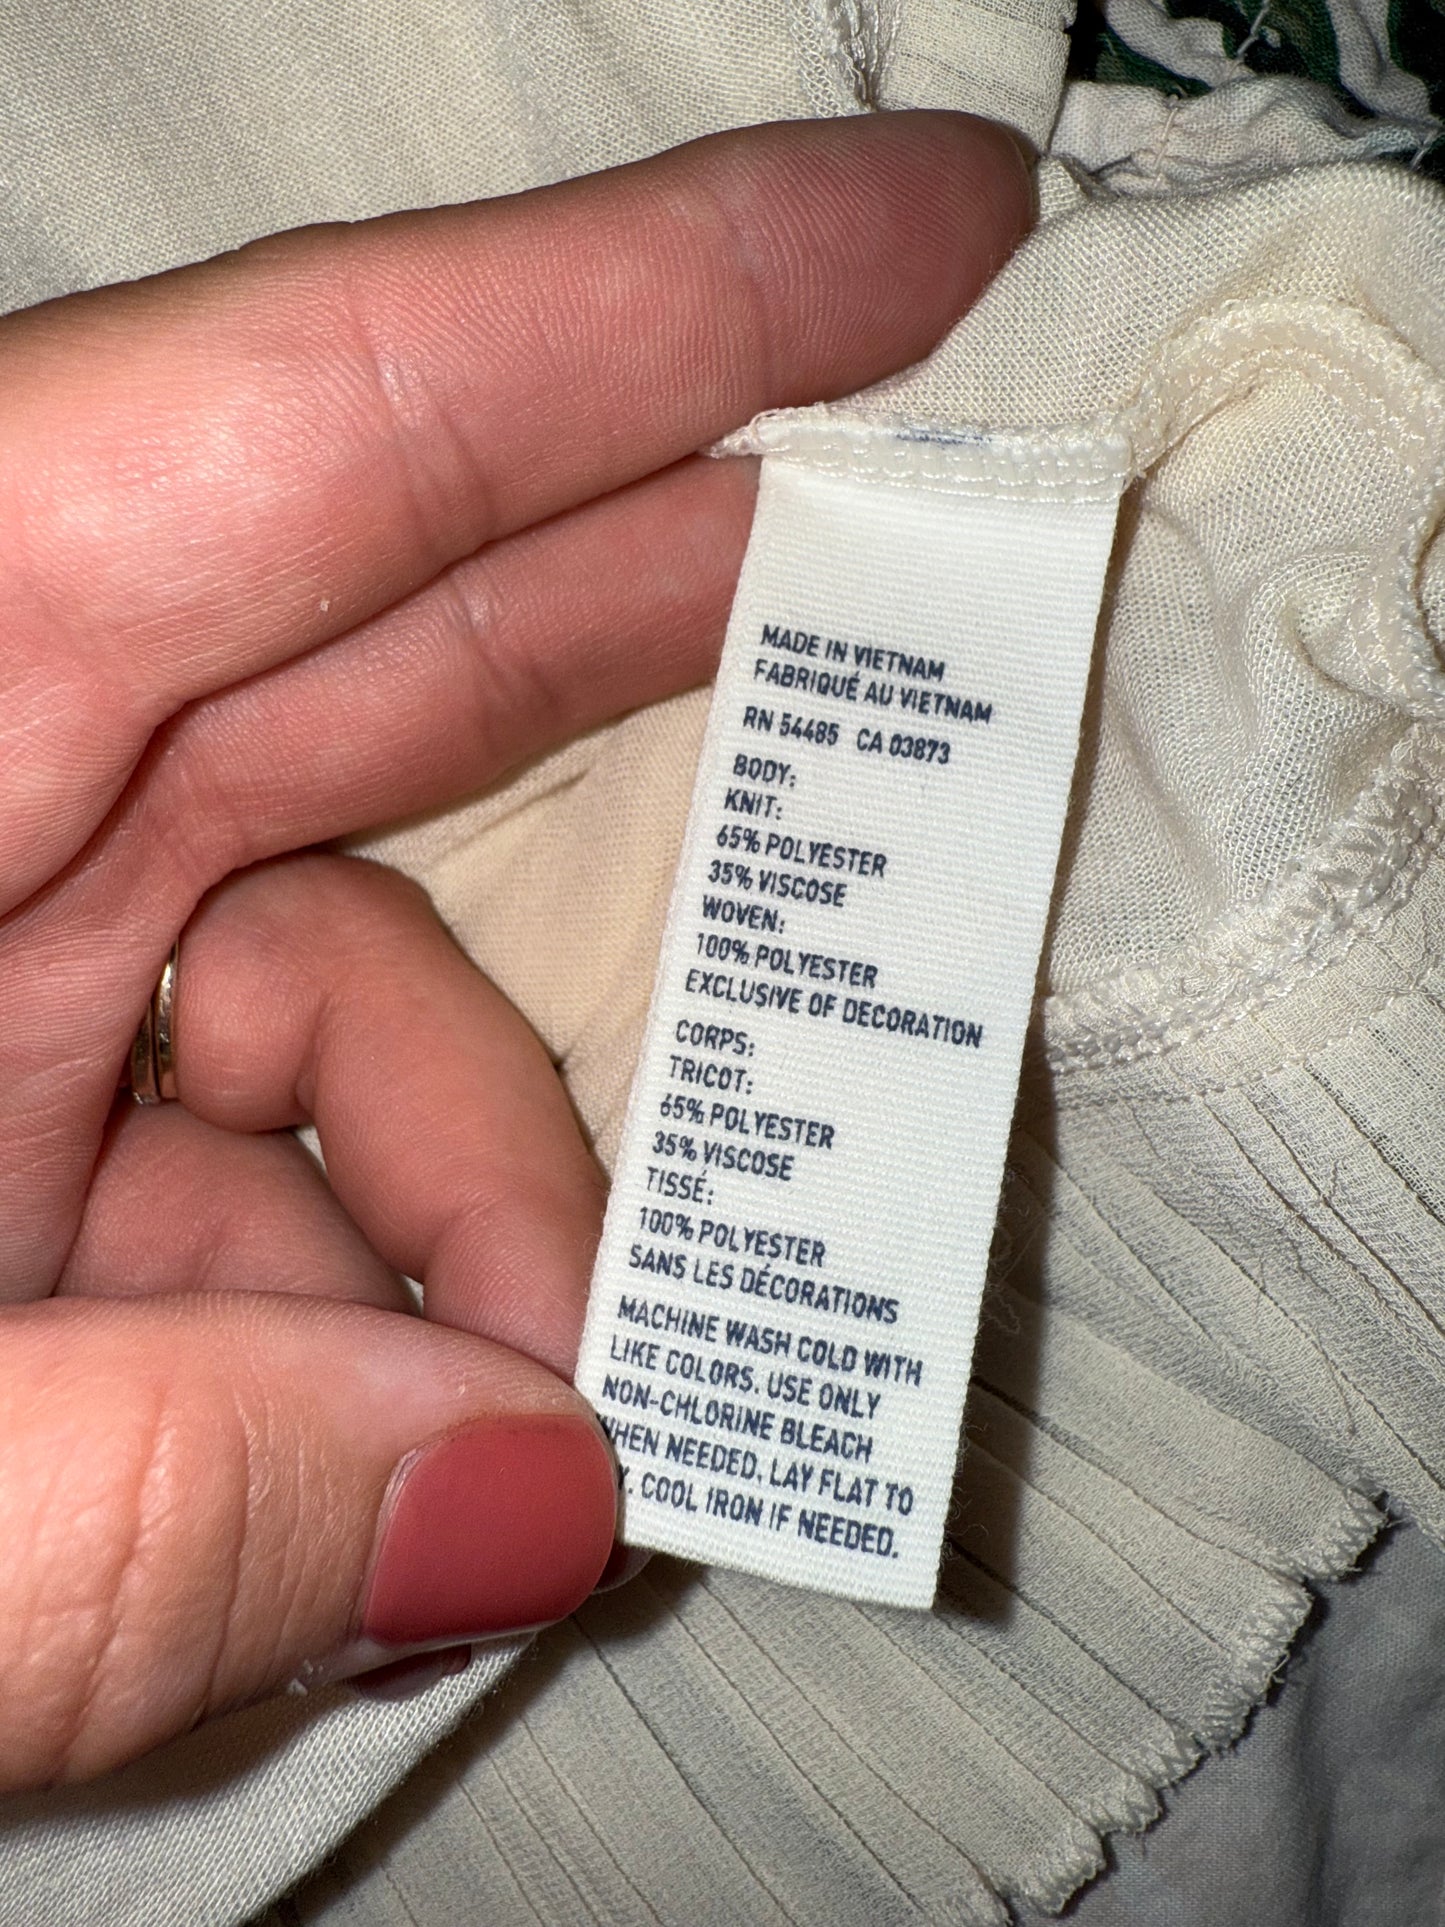 MADE IN VIETNAM
FABRIQUÉ AU VIETNAM
RN 54485 CA 03873
BODY:
KNIT:
65% POLYESTER
35% VISCOSE
WOVEN:
100% POLYESTER
EXCLUSIVE OF DECORATION
CORPS:
TRICOT:
65% POLYESTER
35% VISCOSE
TISSÉ:
100% POLYESTER
SANS LES DÉCORATIONS
MACHINE WASH COLD WITH
LIKE COLORS. USE ONLY
NON-CHLORINE BLEACH
WHEN NEEDED. LAY FLAT TO
COOL IRON IF NEEDED.